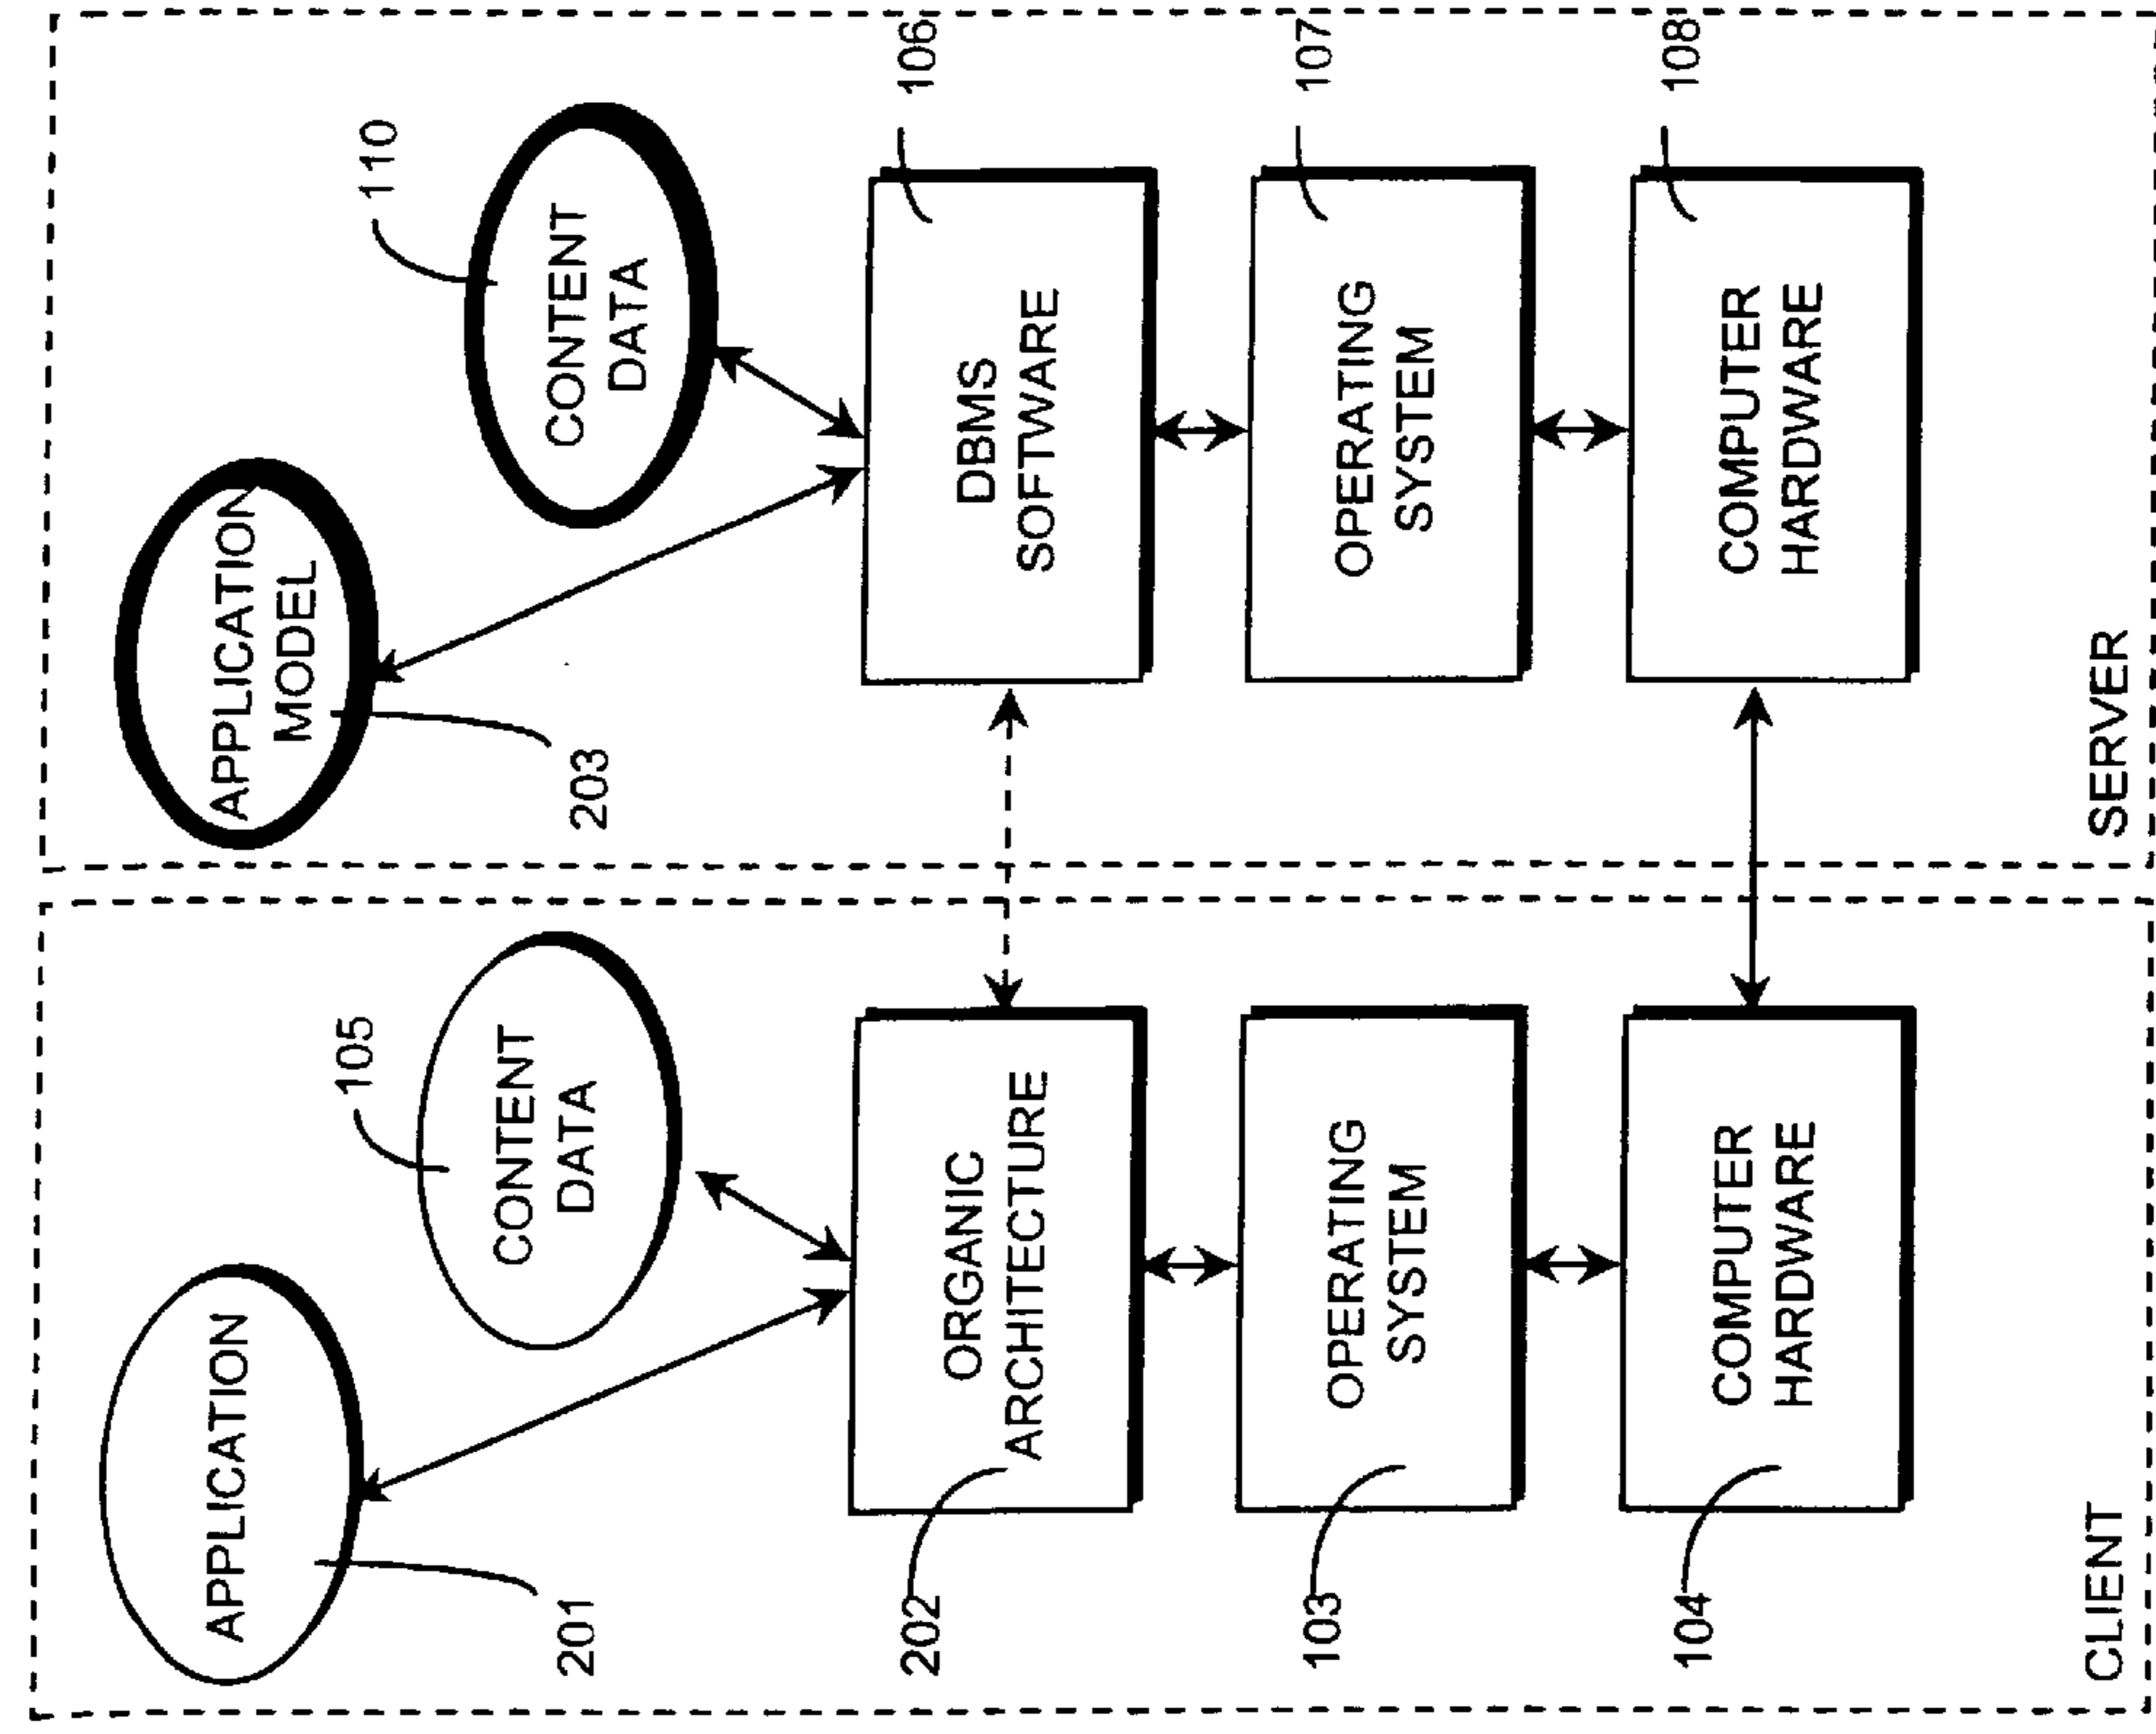 APPLICATION
201
105
CONTENT
DATA
202
ORGANIC
ARCHITECTURE
103
OPERATING
SYSTEM
104
COMPUTER
HARDWARE
CLIENT
APPLICATION
MODEL
203
110
CONTENT
DATA
106
DBMS
SOFTWARE
107
OPERATING
SYSTEM
108
COMPUTER
HARDWARE
SERVER